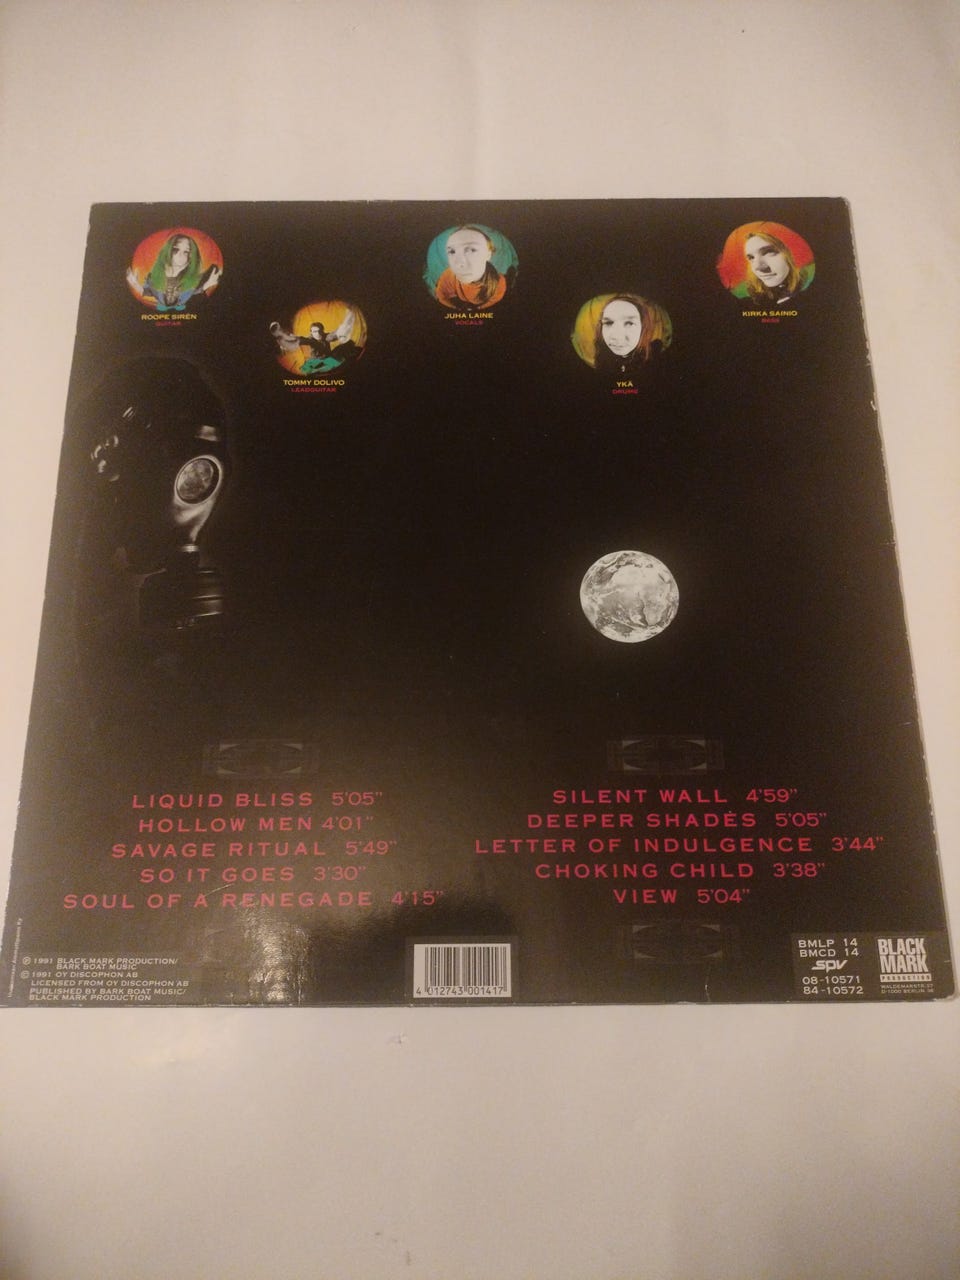 ROOPE SIRÉN
GUITAR
TOMMY DOLIVO
LEADGUITAR
JUHA LAINE
VOCALS
YKÄ
DRUMS
KIRKA SAINIO
BASS
LIQUID BLISS 5'05"
HOLLOW MEN 4'01"
SAVAGE RITUAL 5'49"
SO IT GOES 3'30"
SOUL OF A RENEGADE 4'15"
SILENT WALL 4'59"
DEEPER SHADES 5'05"
LETTER OF INDULGENCE 3'44"
CHOKING CHILD 3'38"
VIEW 5'04"
℗ 1991 BLACK MARK PRODUCTION/
BARK BOAT MUSIC
© 1991 OY DISCOPHON AB
LICENSED FROM OY DISCOPHON AB
PUBLISHED BY BARK BOAT MUSIC/
BLACK MARK PRODUCTION
4 012743 001417
BMLP 14
BMCD 14
SPV
08-10571
84-10572
BLACK
MARK
PRODUCTION
WALDEMARSTR.37
D-1000 BERLIN 36